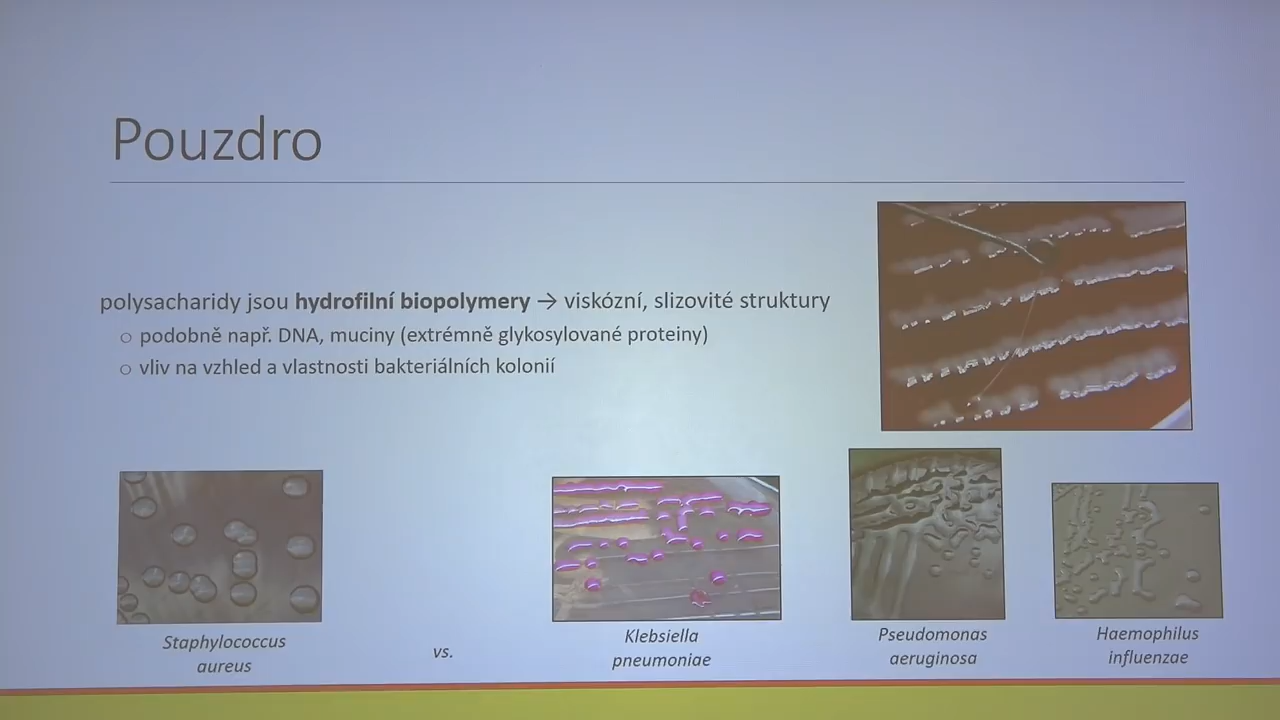 Pouzdro
polysacharidy jsou hydrofilní biopolymery → viskózní, slizovité struktury
o podobně např. DNA, muciny (extrémně glykosylované proteiny)
o vliv na vzhled a vlastnosti bakteriálních kolonií
Staphylococcus
aureus
vs.
Klebsiella
pneumoniae
Pseudomonas
aeruginosa
Haemophilus
influenzae